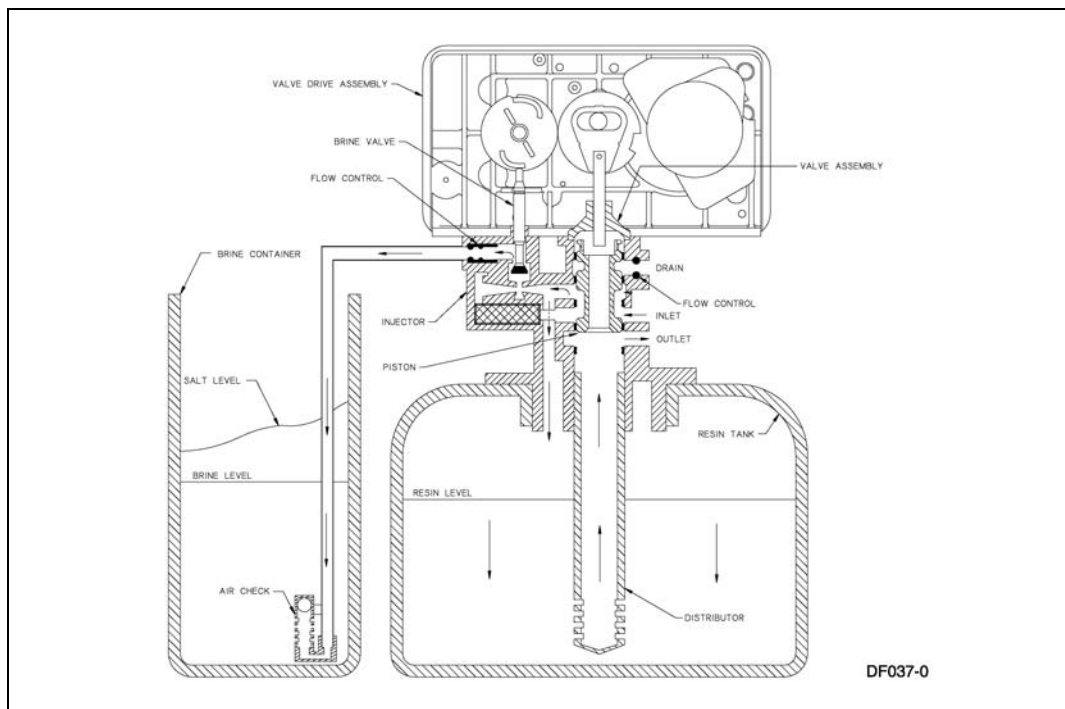 VALVE DRIVE ASSEMBLY
BRINE VALVE
VALVE ASSEMBLY
FLOW CONTROL
BRINE CONTAINER
DRAIN
FLOW CONTROL
INJECTOR
INLET
OUTLET
PISTON
SALT LEVEL
RESIN TANK
BRINE LEVEL
RESIN LEVEL
AIR CHECK
DISTRIBUTOR
DF037-0